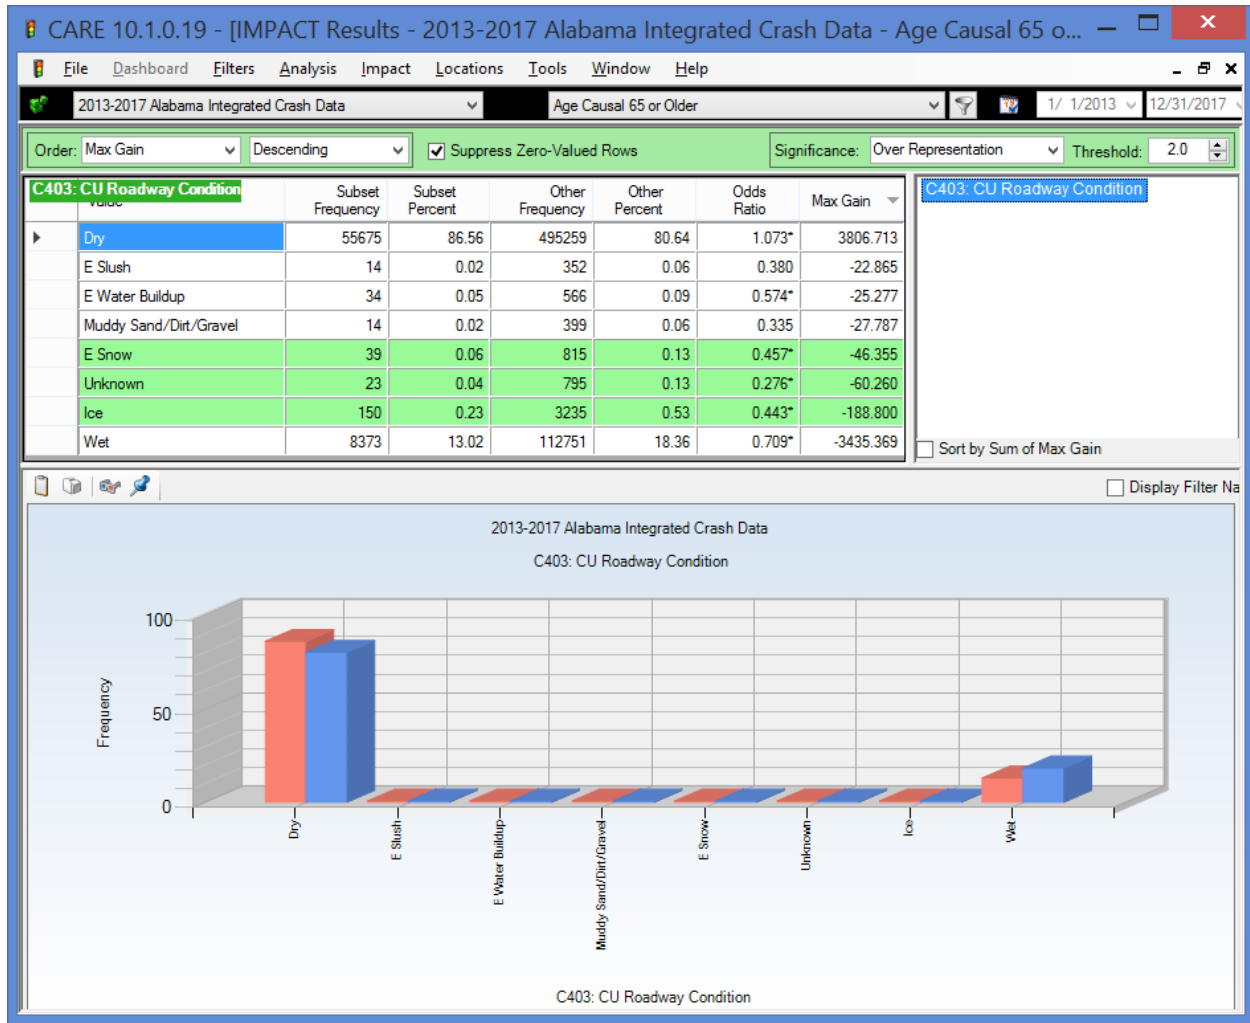 CARE 10.1.0.19 - [IMPACT Results - 2013-2017 Alabama Integrated Crash Data - Age Causal 65 o...
File Dashboard Filters Analysis Impact Locations Tools Window Help
2013-2017 Alabama Integrated Crash Data Age Causal 65 or Older 1/ 1/2013 12/31/2017
Order: Max Gain Descending Suppress Zero-Valued Rows Significance: Over Representation Threshold: 2.0
C403: CU Roadway Condition Subset Frequency Subset Percent Other Frequency Other Percent Odds Ratio Max Gain
Dry 55675 86.56 495259 80.64 1.073* 3806.713
E Slush 14 0.02 352 0.06 0.380 -22.865
E Water Buildup 34 0.05 566 0.09 0.574* -25.277
Muddy Sand/Dirt/Gravel 14 0.02 399 0.06 0.335 -27.787
E Snow 39 0.06 815 0.13 0.457* -46.355
Unknown 23 0.04 795 0.13 0.276* -60.260
Ice 150 0.23 3235 0.53 0.443* -188.800
Wet 8373 13.02 112751 18.36 0.709* -3435.369
C403: CU Roadway Condition
Sort by Sum of Max Gain
Display Filter Na
2013-2017 Alabama Integrated Crash Data
C403: CU Roadway Condition
Frequency
100
50
0
Dry
E Slush
E Water Buildup
Muddy Sand/Dirt/Gravel
E Snow
Unknown
Ice
Wet
C403: CU Roadway Condition